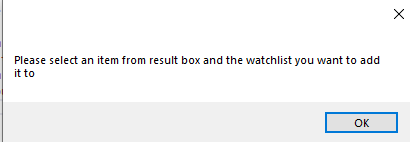 Please select an item from result box and the watchlist you want to add
it to
OK